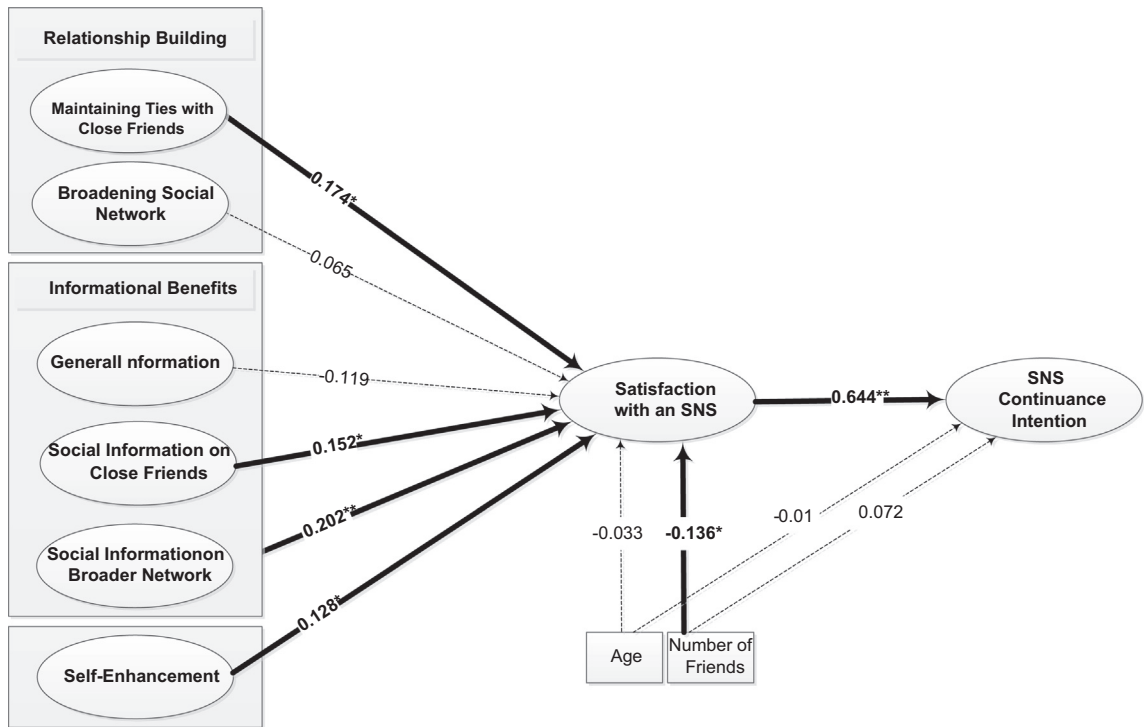 Relationship Building
Maintaining Ties with
Close Friends
Broadening Social
Network
Informational Benefits
Generall nformation
Social Information on
Close Friends
Social Informationon
Broader Network
Self-Enhancement
0.174*
0.065
-0.119
0.152*
0.202**
0.128*
Satisfaction
with an SNS
0.644**
SNS
Continuance
Intention
-0.033
-0.136*
-0.01
0.072
Age
Number of
Friends